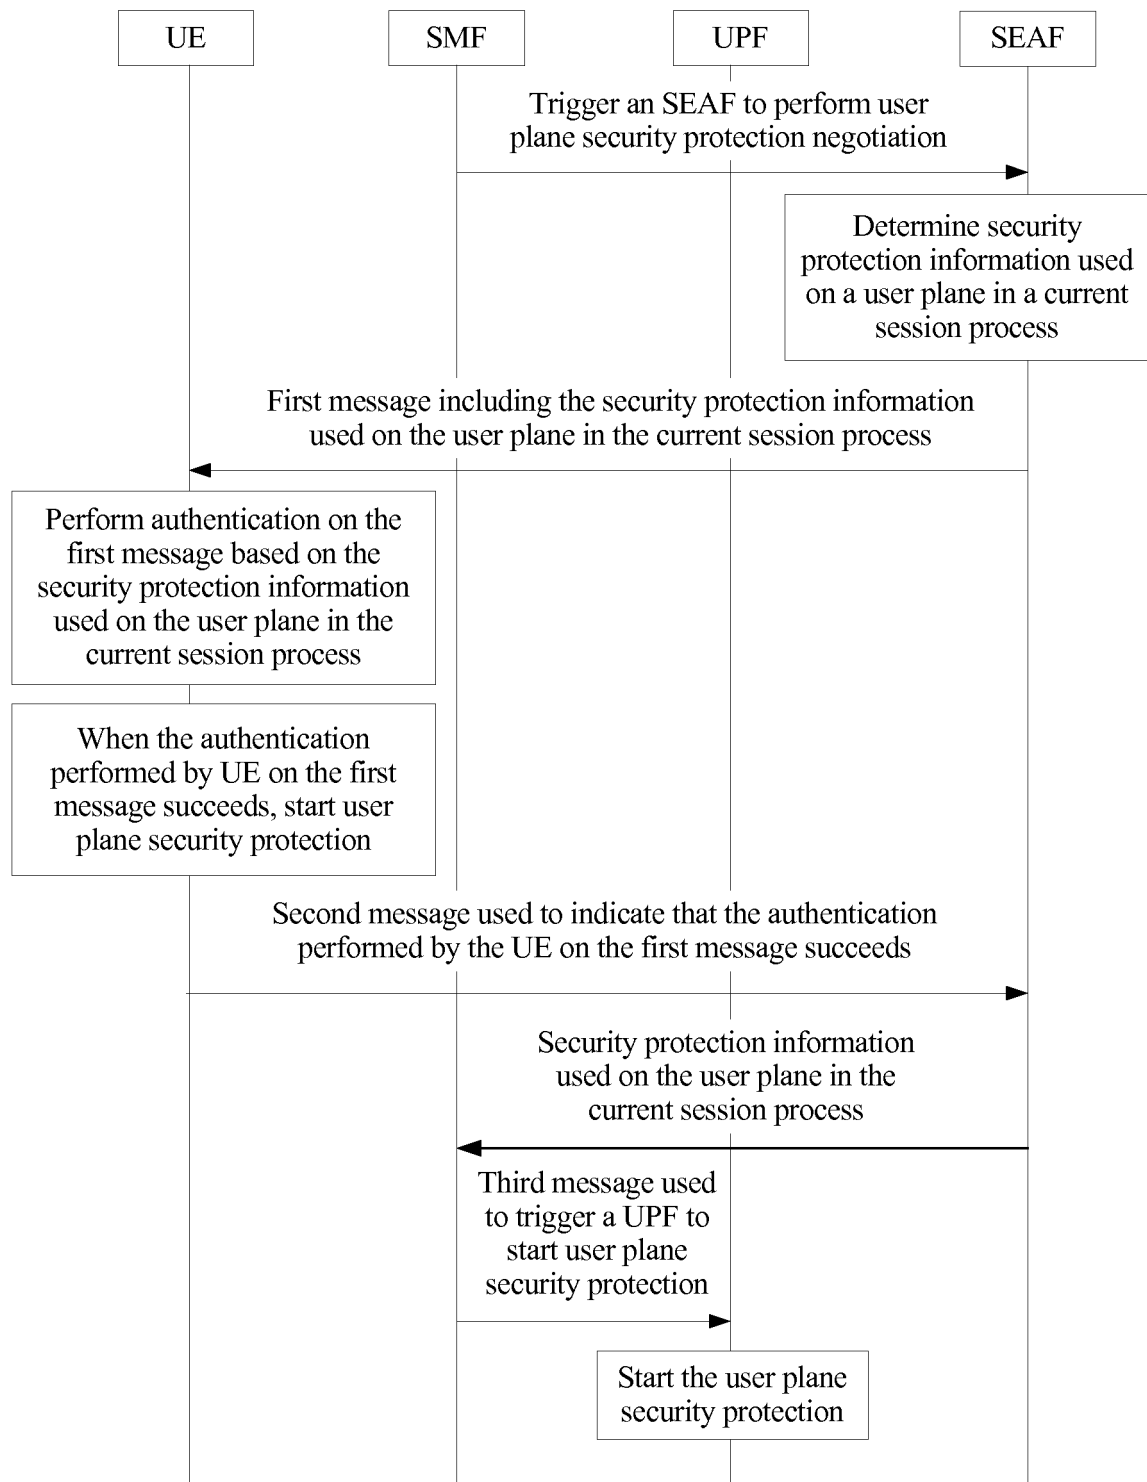 UE
SMF
UPF
SEAF
Trigger an SEAF to perform user
plane security protection negotiation
Determine security
protection information used
on a user plane in a current
session process
First message including the security protection information
used on the user plane in the current session process
Perform authentication on the
first message based on the
security protection information
used on the user plane in the
current session process
When the authentication
performed by UE on the first
message succeeds, start user
plane security protection
Second message used to indicate that the authentication
performed by the UE on the first message succeeds
Security protection information
used on the user plane in the
current session process
Third message used
to trigger a UPF to
start user plane
security protection
Start the user plane
security protection